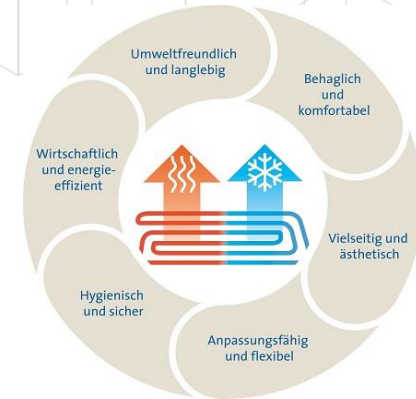 Umweltfreundlich
und langlebig
Behaglich
und
komfortabel
Vielseitig und
ästhetisch
Anpassungsfähig
und flexibel
Hygienisch
und sicher
Wirtschaftlich
und energie-
effizient